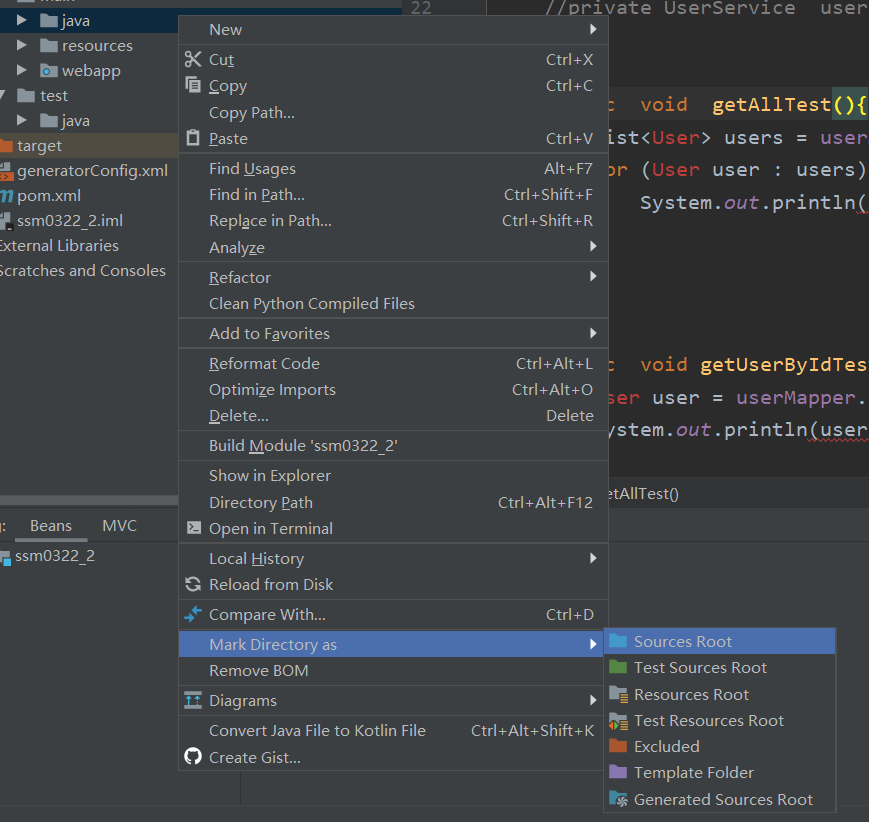 main
22
//private UserService user
java
resources
webapp
test
java
target
generatorConfig.xml
pom.xml
ssm0322_2.iml
External Libraries
Scratches and Consoles
New
Cut Ctrl+X
Copy Ctrl+C
Copy Path...
Paste Ctrl+V
Find Usages Alt+F7
Find in Path... Ctrl+Shift+F
Replace in Path... Ctrl+Shift+R
Analyze
Refactor
Clean Python Compiled Files
Add to Favorites
Reformat Code Ctrl+Alt+L
Optimize Imports Ctrl+Alt+O
Delete... Delete
Build Module 'ssm0322_2'
Show in Explorer
Directory Path Ctrl+Alt+F12
Open in Terminal
Local History
Reload from Disk
Compare With... Ctrl+D
Mark Directory as
Remove BOM
Diagrams
Convert Java File to Kotlin File Ctrl+Alt+Shift+K
Create Gist...
Sources Root
Test Sources Root
Resources Root
Test Resources Root
Excluded
Template Folder
Generated Sources Root
c void getAllTest(){
ist<User> users = user
or (User user : users)
System.out.println(
c void getUserByIdTes
ser user = userMapper.
ystem.out.println(user
etAllTest()
g: Beans MVC
ssm0322_2